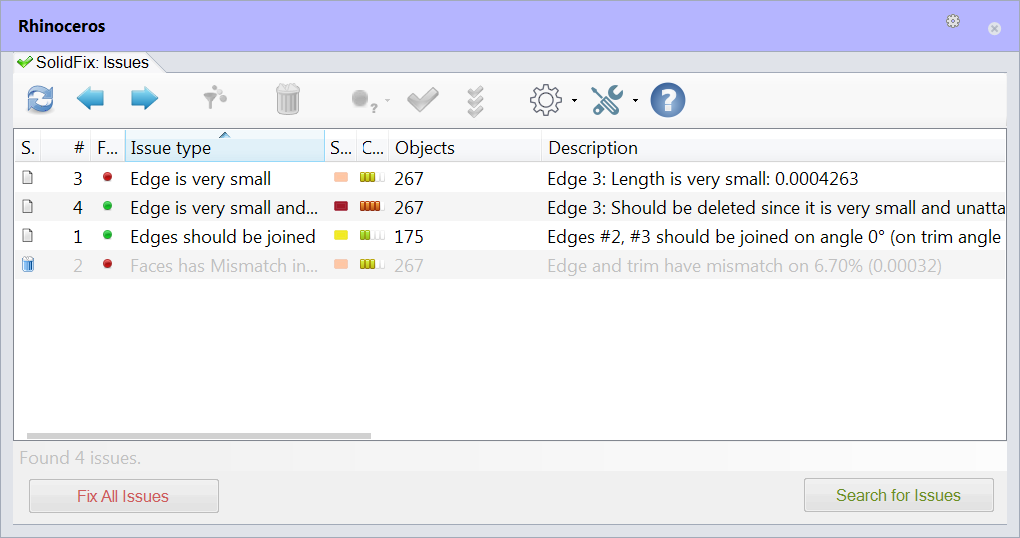 Rhinoceros
SolidFix: Issues
?
?
S. # F... Issue type S... C... Objects Description
3 Edge is very small 267 Edge 3: Length is very small: 0.0004263
4 Edge is very small and... 267 Edge 3: Should be deleted since it is very small and unatta
1 Edges should be joined 175 Edges #2, #3 should be joined on angle 0° (on trim angle
2 Faces has Mismatch in... 267 Edge and trim have mismatch on 6.70% (0.00032)
Found 4 issues.
Fix All Issues Search for Issues